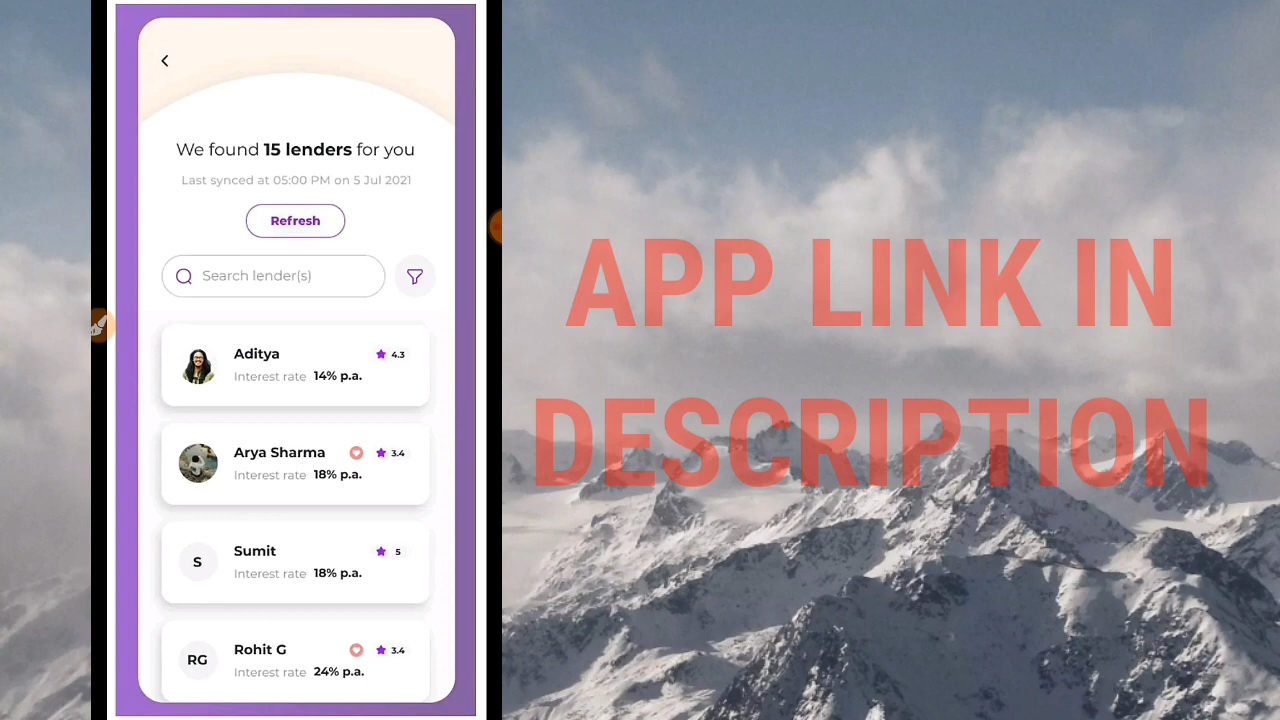 We found 15 lenders for you
Last synced at 05:00 PM on 5 Jul 2021
Refresh
Search lender(s)
Aditya 4.3
Interest rate 14% p.a.
Arya Sharma 3.4
Interest rate 18% p.a.
S
Sumit 5
Interest rate 18% p.a.
RG
Rohit G 3.4
Interest rate 24% p.a.
APP LINK IN
DESCRIPTION